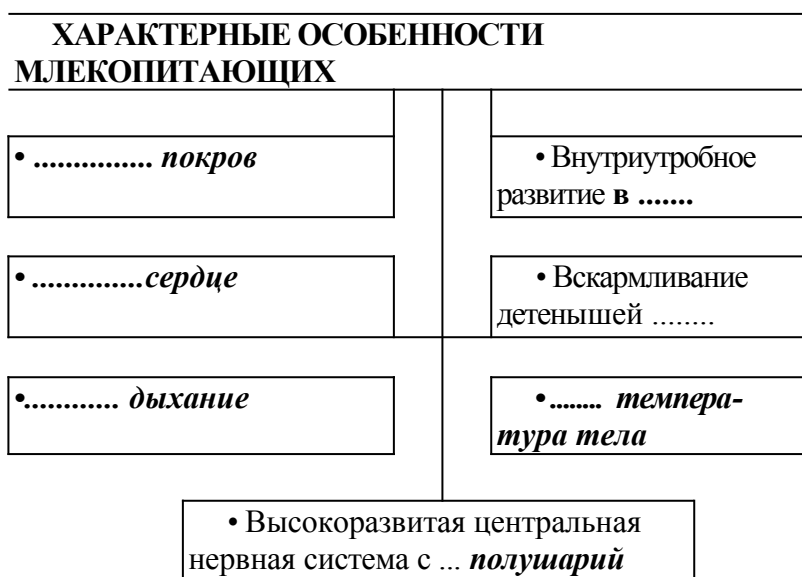 ХАРАКТЕРНЫЕ ОСОБЕННОСТИ
МЛЕКОПИТАЮЩИХ
• ............... покров
• Внутриутробное
развитие в .......
• ..............сердце
• Вскармливание
детенышей ........
•............ дыхание
•........ темпера-
тура тела
• Высокоразвитая центральная
нервная система с ... полушарий